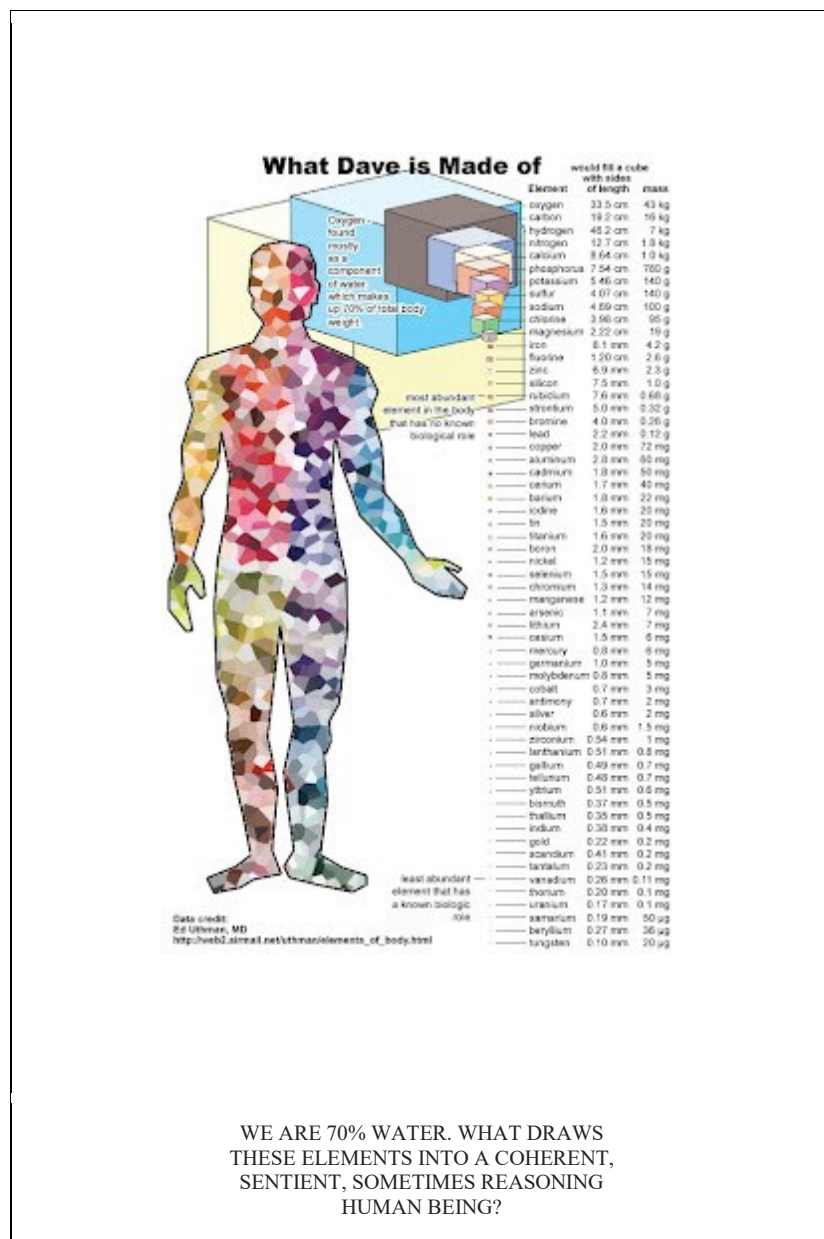 What Dave is Made of
would fill a cube
with sides
Element of length mass
oxygen 33.5 cm 43 kg
carbon 19.2 cm 16 kg
hydrogen 46.2 cm 7 kg
nitrogen 12.7 cm 1.8 kg
calcium 8.64 cm 1.0 kg
phosphorus 7.54 cm 780 g
potassium 5.46 cm 140 g
sulfur 4.07 cm 140 g
sodium 4.69 cm 100 g
chlorine 3.98 cm 95 g
magnesium 2.22 cm 19 g
iron 8.1 mm 4.2 g
fluorine 1.20 cm 2.6 g
zinc 6.9 mm 2.3 g
silicon 7.5 mm 1.0 g
rubidium 7.6 mm 0.68 g
strontium 5.0 mm 0.32 g
bromine 4.0 mm 0.26 g
lead 2.2 mm 0.12 g
copper 2.0 mm 72 mg
aluminum 2.8 mm 60 mg
cadmium 1.8 mm 50 mg
cerium 1.7 mm 40 mg
barium 1.8 mm 22 mg
iodine 1.6 mm 20 mg
tin 1.5 mm 20 mg
titanium 1.6 mm 20 mg
boron 2.0 mm 18 mg
nickel 1.2 mm 15 mg
selenium 1.5 mm 15 mg
chromium 1.3 mm 14 mg
manganese 1.2 mm 12 mg
arsenic 1.1 mm 7 mg
lithium 2.4 mm 7 mg
cesium 1.5 mm 6 mg
mercury 0.8 mm 6 mg
germanium 1.0 mm 5 mg
molybdenum 0.8 mm 5 mg
cobalt 0.7 mm 3 mg
antimony 0.7 mm 2 mg
silver 0.6 mm 2 mg
niobium 0.6 mm 1.5 mg
zirconium 0.54 mm 1 mg
lanthanium 0.51 mm 0.8 mg
gallium 0.49 mm 0.7 mg
tellurium 0.48 mm 0.7 mg
yttrium 0.51 mm 0.6 mg
bismuth 0.37 mm 0.5 mg
thallium 0.35 mm 0.5 mg
indium 0.38 mm 0.4 mg
gold 0.22 mm 0.2 mg
scandium 0.41 mm 0.2 mg
tantalum 0.23 mm 0.2 mg
vanadium 0.26 mm 0.11 mg
thorium 0.20 mm 0.1 mg
uranium 0.17 mm 0.1 mg
samarium 0.19 mm 50 µg
beryllium 0.27 mm 36 µg
tungsten 0.10 mm 20 µg
Oxygen
found
mostly
as a
component
of water,
which makes
up 70% of total body
weight.
most abundant
element in the body
that has no known
biological role
least abundant
element that has
a known biologic
role
Data credit:
Ed Uthman, MD
http://web2.airmail.net/uthman/elements_of_body.html
WE ARE 70% WATER. WHAT DRAWS
THESE ELEMENTS INTO A COHERENT,
SENTIENT, SOMETIMES REASONING
HUMAN BEING?